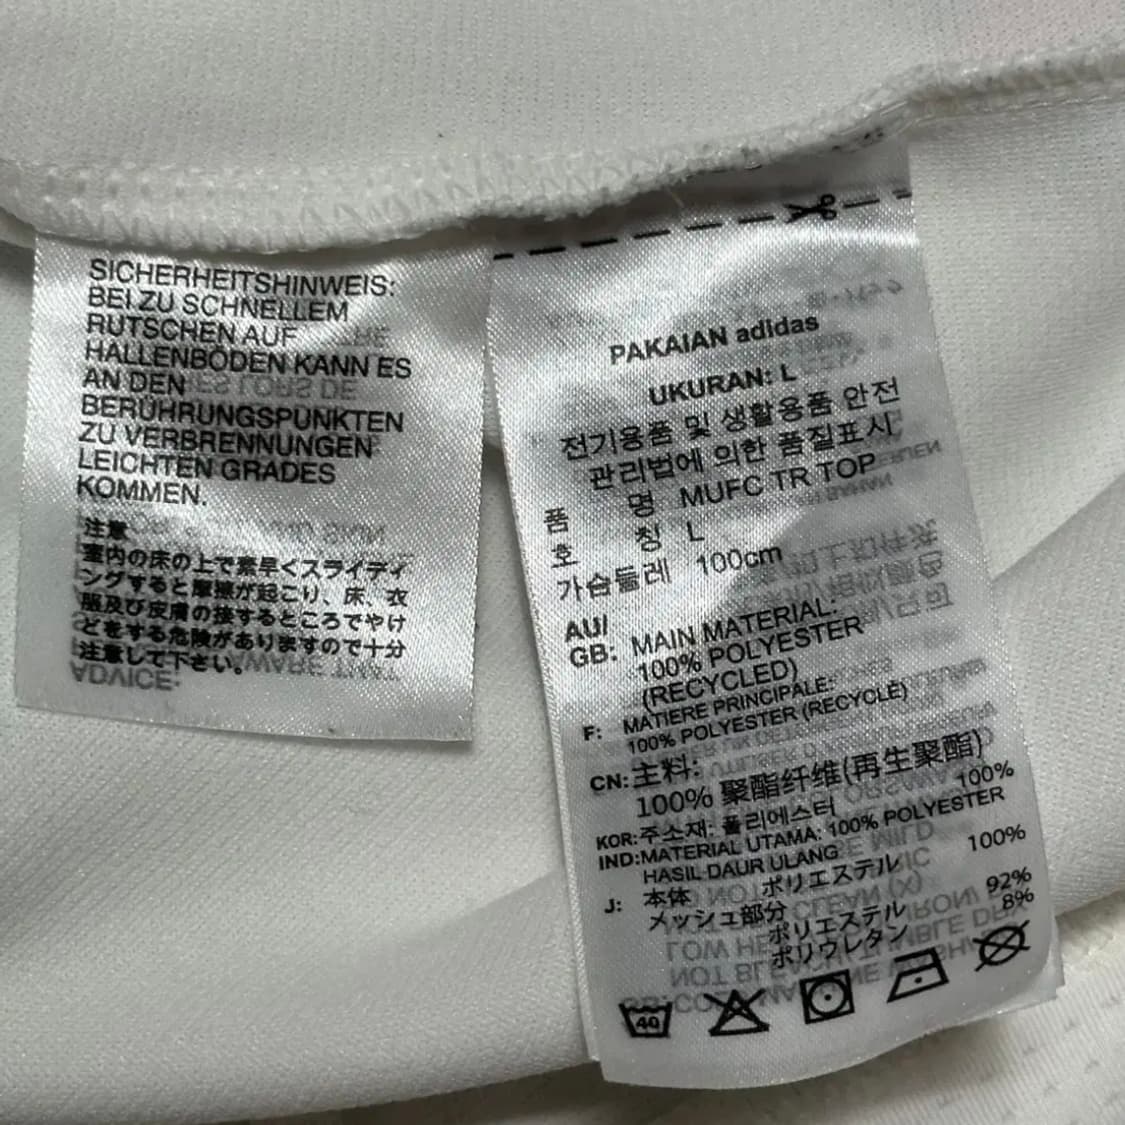 SICHERHEITSHINWEIS:
BEI ZU SCHNELLEM
RUTSCHEN AUF
HALLENBÖDEN KANN ES
AN DEN
BERÜHRUNGSPUNKTEN
ZU VERBRENNUNGEN
LEICHTEN GRADES
KOMMEN.
注意
室内の床の上で素早くスライディ
ングすると摩擦が起こり、床、衣
服及び皮膚の接するところでやけ
どをする危険がありますので十分
注意して下さい。
PAKAIAN adidas
UKURAN: L
전기용품 및 생활용품 안전
관리법에 의한 품질표시
품 명 MUFC TR TOP
호 칭 L
가슴둘레 100cm
AU/
GB: MAIN MATERIAL:
100% POLYESTER
(RECYCLED)
F: MATIERE PRINCIPALE:
100% POLYESTER (RECYCLÉ)
CN: 主料:
100% 聚酯纤维(再生聚酯)
KOR: 주소재: 폴리에스터 100%
IND: MATERIAL UTAMA: 100% POLYESTER
HASIL DAUR ULANG
J: 本体 ポリエステル 100%
メッシュ部分
ポリエステル 92%
ポリウレタン 8%
40